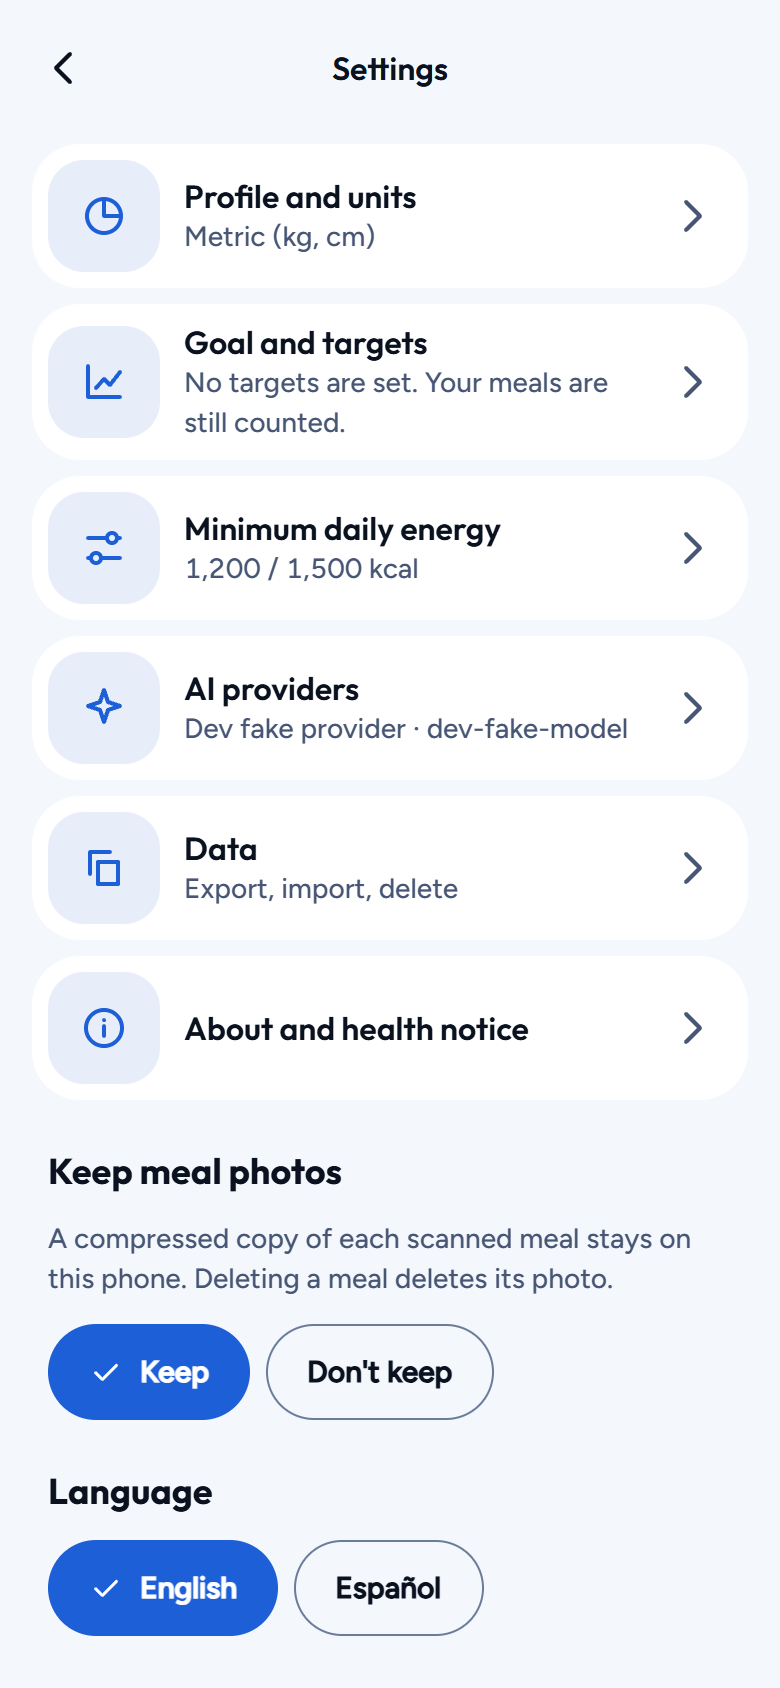 Settings
Profile and units
Metric (kg, cm)
Goal and targets
No targets are set. Your meals are
still counted.
Minimum daily energy
1,200 / 1,500 kcal
AI providers
Dev fake provider · dev-fake-model
Data
Export, import, delete
About and health notice
Keep meal photos
A compressed copy of each scanned meal stays on
this phone. Deleting a meal deletes its photo.
Keep
Don't keep
Language
English
Español